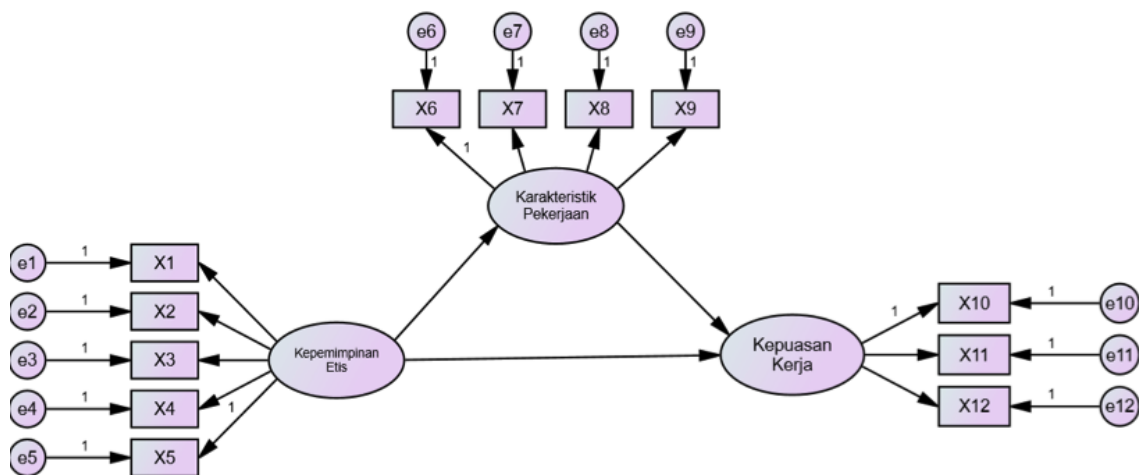 e6 e7 e8 e9
1 1 1 1
X6 X7 X8 X9
1
Karakteristik
Pekerjaan
e1 1 X1
e2 1 X2
e3 1 X3
e4 1 X4
e5 1 X5
1
Kepemimpinan
Etis
Kepuasan
Kerja
1
X10 1 e10
X11 1 e11
X12 1 e12